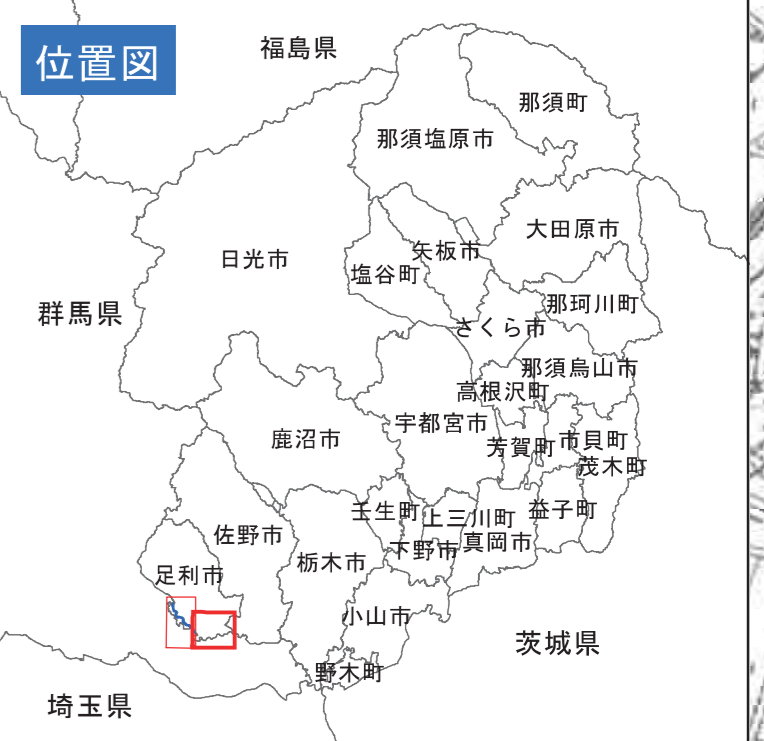 位置図
福島県
那須町
那須塩原市
大田原市
矢板市
日光市
塩谷町
那珂川町
群馬県
さくら市
那須烏山市
高根沢町
宇都宮市
鹿沼市
芳賀町
市貝町
茂木町
壬生町
上三川町
益子町
佐野市
真岡市
下野市
栃木市
足利市
小山市
茨城県
野木町
埼玉県